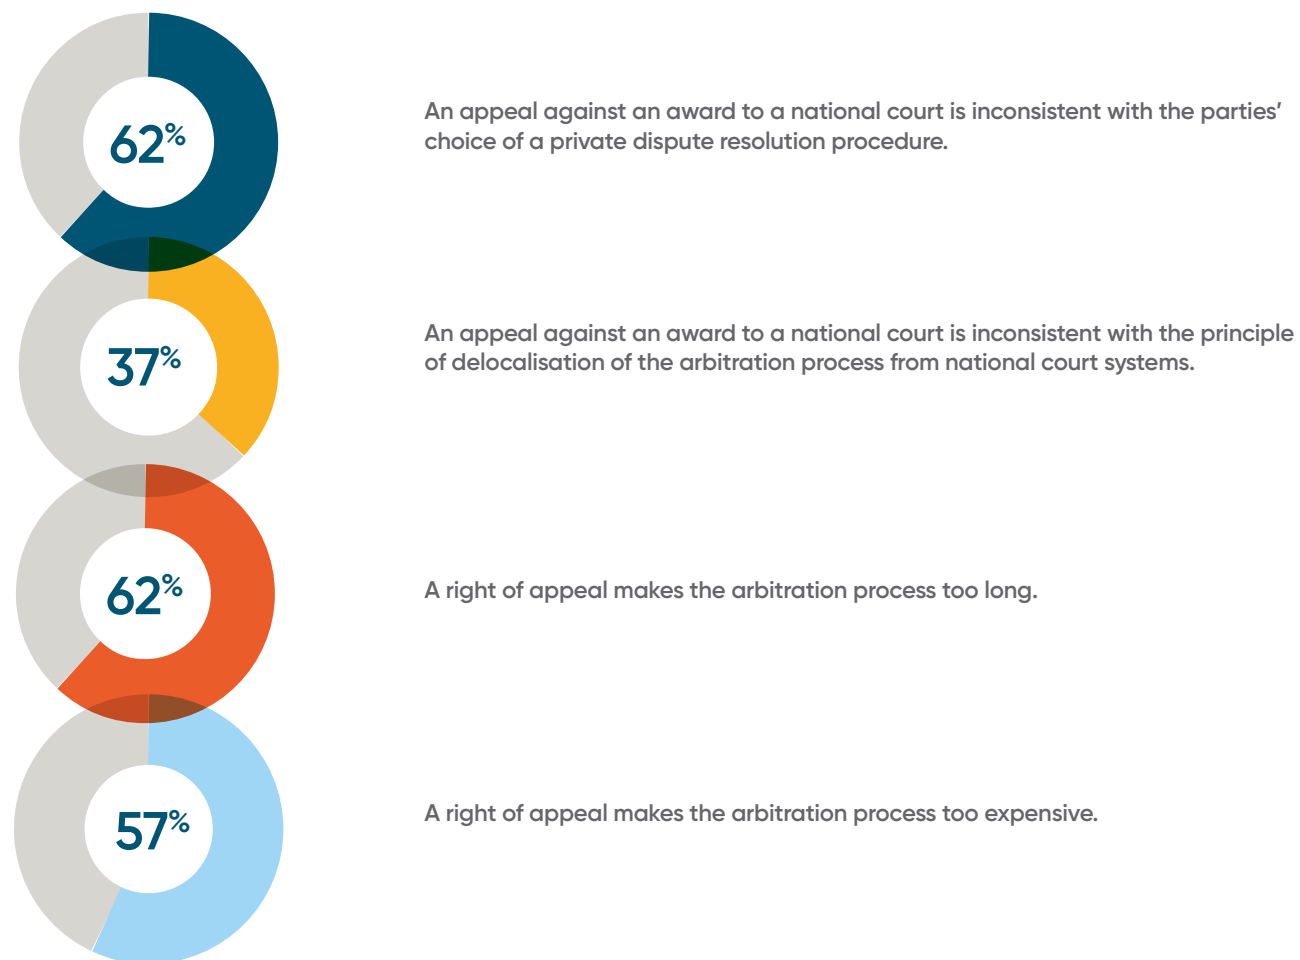 62%
An appeal against an award to a national court is inconsistent with the parties’
choice of a private dispute resolution procedure.
37%
An appeal against an award to a national court is inconsistent with the principle
of delocalisation of the arbitration process from national court systems.
62%
A right of appeal makes the arbitration process too long.
57%
A right of appeal makes the arbitration process too expensive.